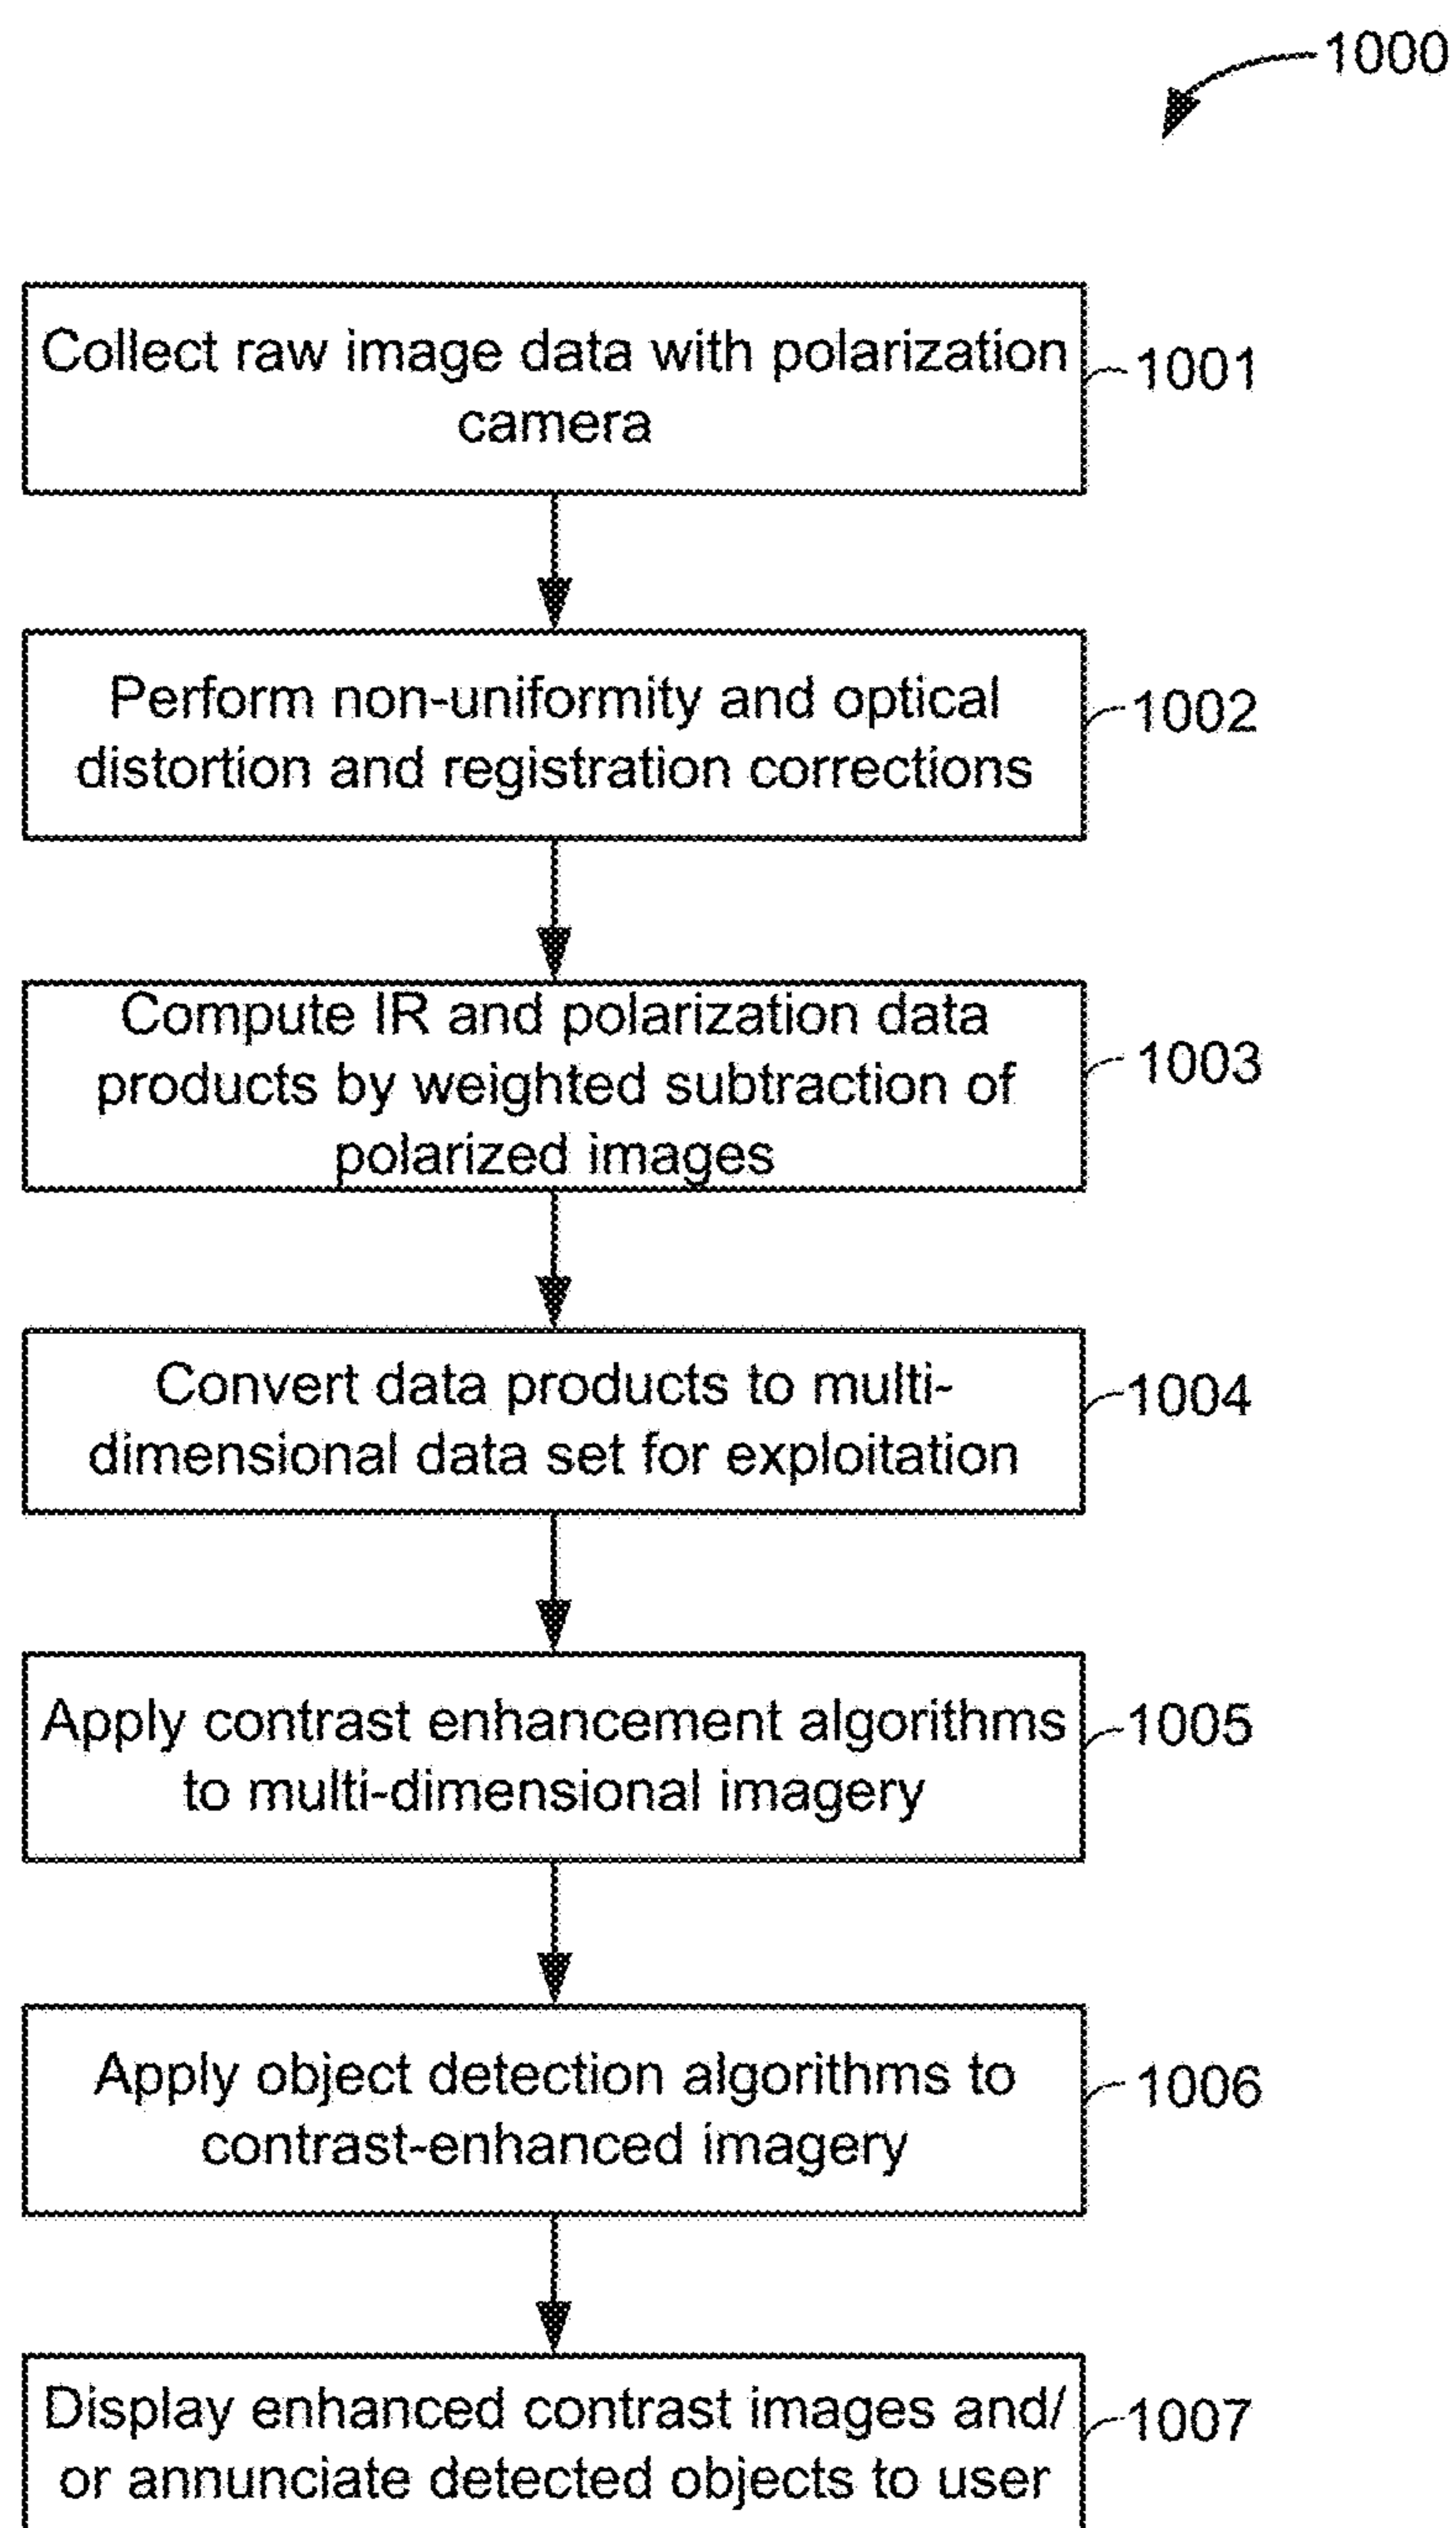 1000
Collect raw image data with polarization
camera
1001
Perform non-uniformity and optical
distortion and registration corrections
1002
Compute IR and polarization data
products by weighted subtraction of
polarized images
1003
Convert data products to multi-
dimensional data set for exploitation
1004
Apply contrast enhancement algorithms
to multi-dimensional imagery
1005
Apply object detection algorithms to
contrast-enhanced imagery
1006
Display enhanced contrast images and/
or annunciate detected objects to user
1007